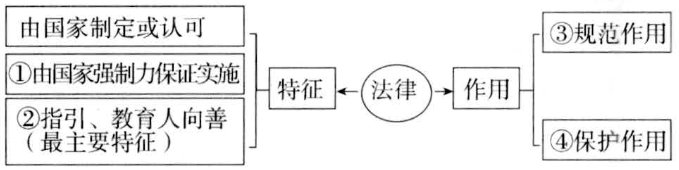 由国家制定或认可
①由国家强制力保证实施
②指引、教育人向善
（最主要特征）
特征
法律
作用
③规范作用
④保护作用